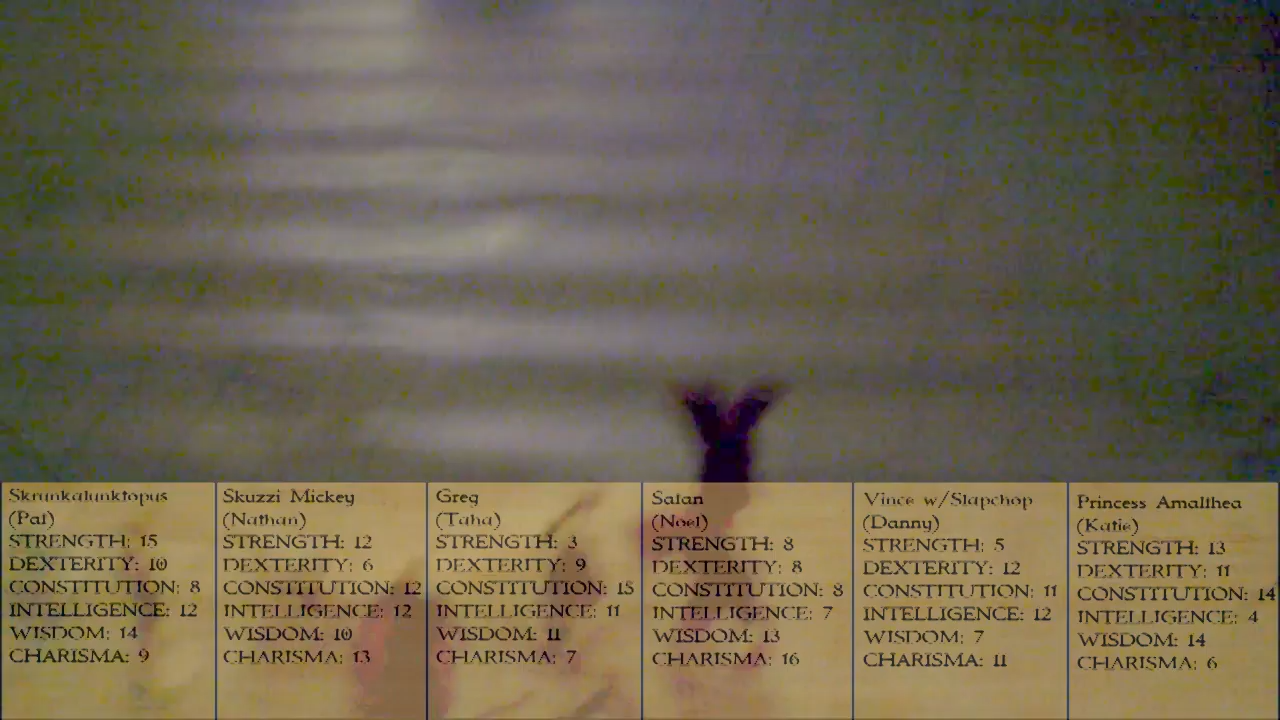 Skrunkalunktopus
(Pat)
STRENGTH: 15
DEXTERITY: 10
CONSTITUTION: 8
INTELLIGENCE: 12
WISDOM: 14
CHARISMA: 9
Skuzzi Mickey
(Nathan)
STRENGTH: 12
DEXTERITY: 6
CONSTITUTION: 12
INTELLIGENCE: 12
WISDOM: 10
CHARISMA: 13
Greg
(Taha)
STRENGTH: 3
DEXTERITY: 9
CONSTITUTION: 15
INTELLIGENCE: 11
WISDOM: 11
CHARISMA: 7
Satan
(Noel)
STRENGTH: 8
DEXTERITY: 8
CONSTITUTION: 8
INTELLIGENCE: 7
WISDOM: 13
CHARISMA: 16
Vince w/Slapchop
(Danny)
STRENGTH: 5
DEXTERITY: 12
CONSTITUTION: 11
INTELLIGENCE: 12
WISDOM: 7
CHARISMA: 11
Princess Amalthea
(Katie)
STRENGTH: 13
DEXTERITY: 11
CONSTITUTION: 14
INTELLIGENCE: 4
WISDOM: 14
CHARISMA: 6